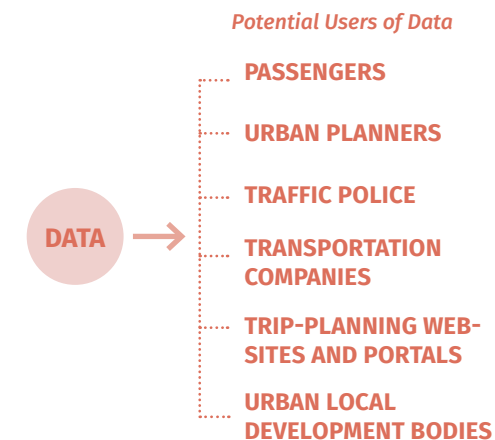 Potential Users of Data
PASSENGERS
URBAN PLANNERS
TRAFFIC POLICE
DATA
TRANSPORTATION
COMPANIES
TRIP-PLANNING WEB-
SITES AND PORTALS
URBAN LOCAL
DEVELOPMENT BODIES